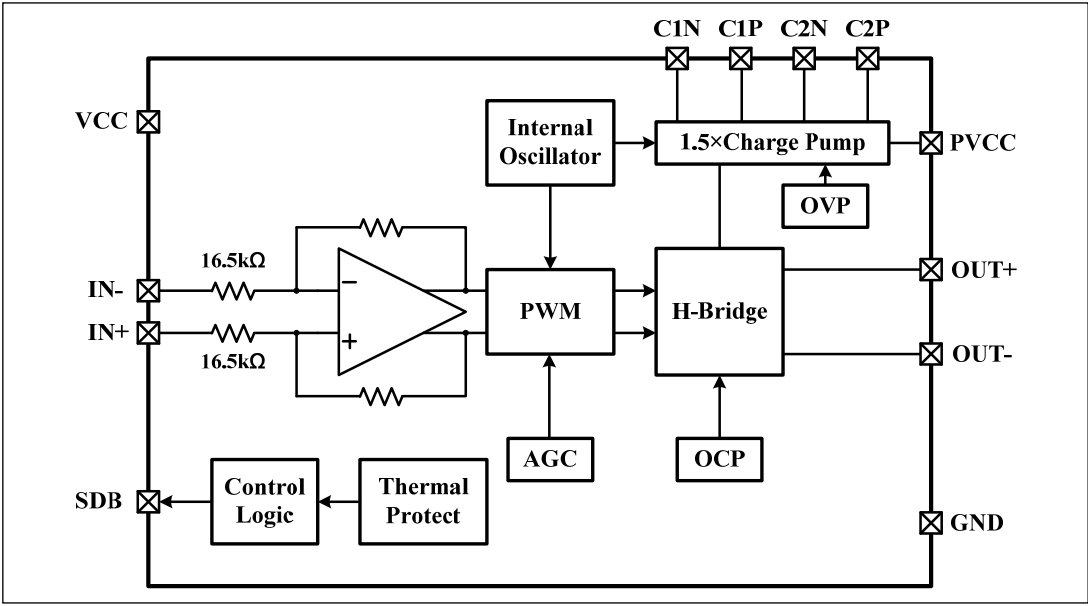 C1N C1P C2N C2P
VCC
Internal
Oscillator
1.5×Charge Pump
PVCC
OVP
16.5kΩ
IN-
IN+
16.5kΩ
−
+
PWM
H-Bridge
OUT+
OUT-
AGC
OCP
SDB
Control
Logic
Thermal
Protect
GND